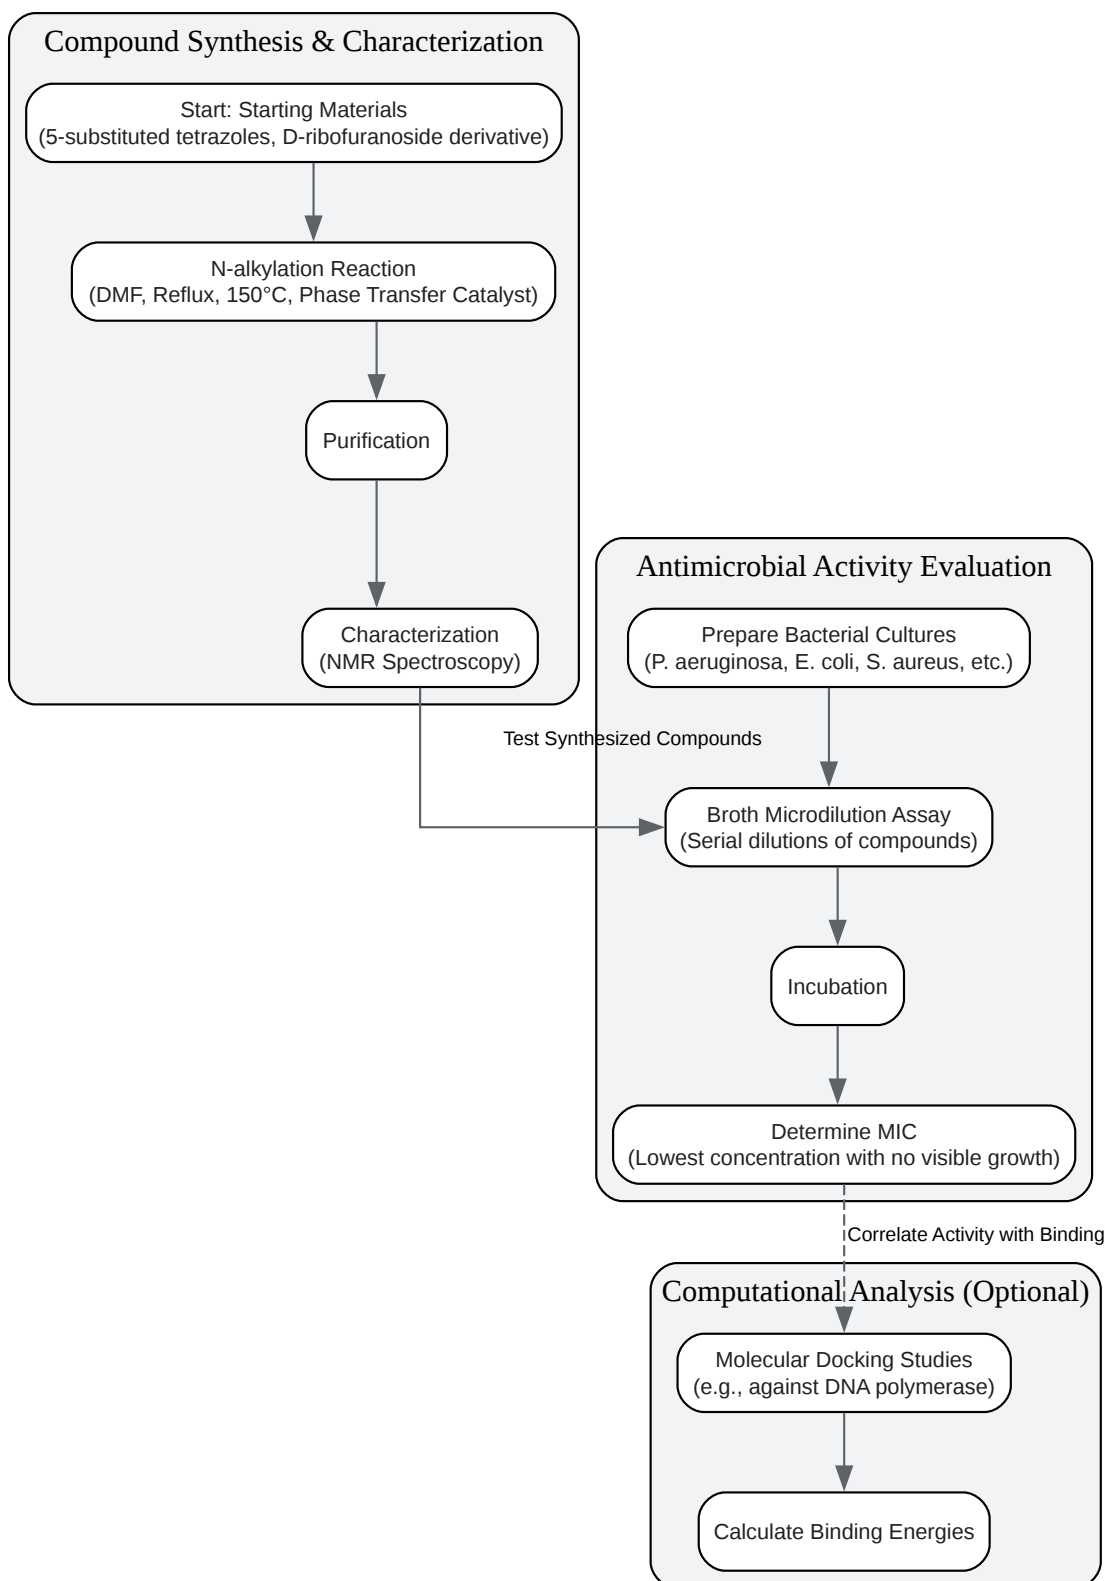 Compound Synthesis & Characterization
Start: Starting Materials
(5-substituted tetrazoles, D-ribofuranoside derivative)
N-alkylation Reaction
(DMF, Reflux, 150°C, Phase Transfer Catalyst)
Purification
Characterization
(NMR Spectroscopy)
Test Synthesized Compounds
Antimicrobial Activity Evaluation
Prepare Bacterial Cultures
(P. aeruginosa, E. coli, S. aureus, etc.)
Broth Microdilution Assay
(Serial dilutions of compounds)
Incubation
Determine MIC
(Lowest concentration with no visible growth)
Correlate Activity with Binding
Computational Analysis (Optional)
Molecular Docking Studies
(e.g., against DNA polymerase)
Calculate Binding Energies